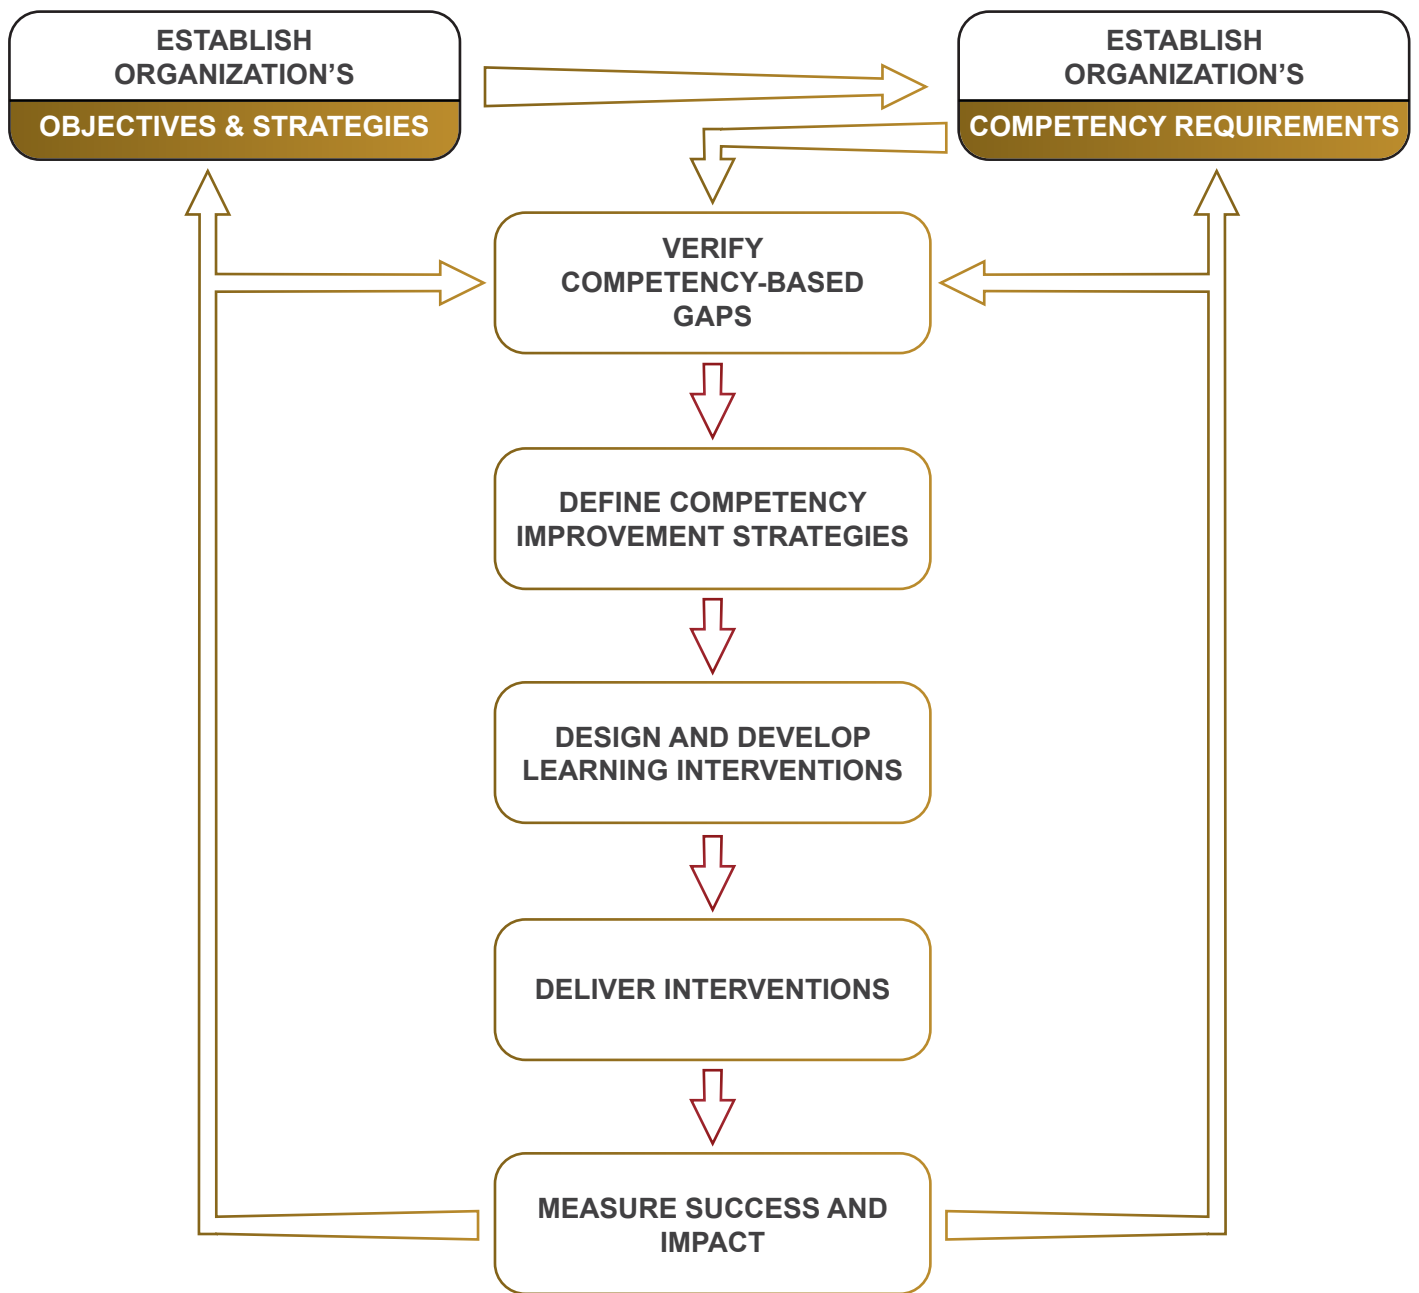 ESTABLISH
ORGANIZATION’S
OBJECTIVES & STRATEGIES
ESTABLISH
ORGANIZATION’S
COMPETENCY REQUIREMENTS
VERIFY
COMPETENCY-BASED
GAPS
DEFINE COMPETENCY
IMPROVEMENT STRATEGIES
DESIGN AND DEVELOP
LEARNING INTERVENTIONS
DELIVER INTERVENTIONS
MEASURE SUCCESS AND
IMPACT